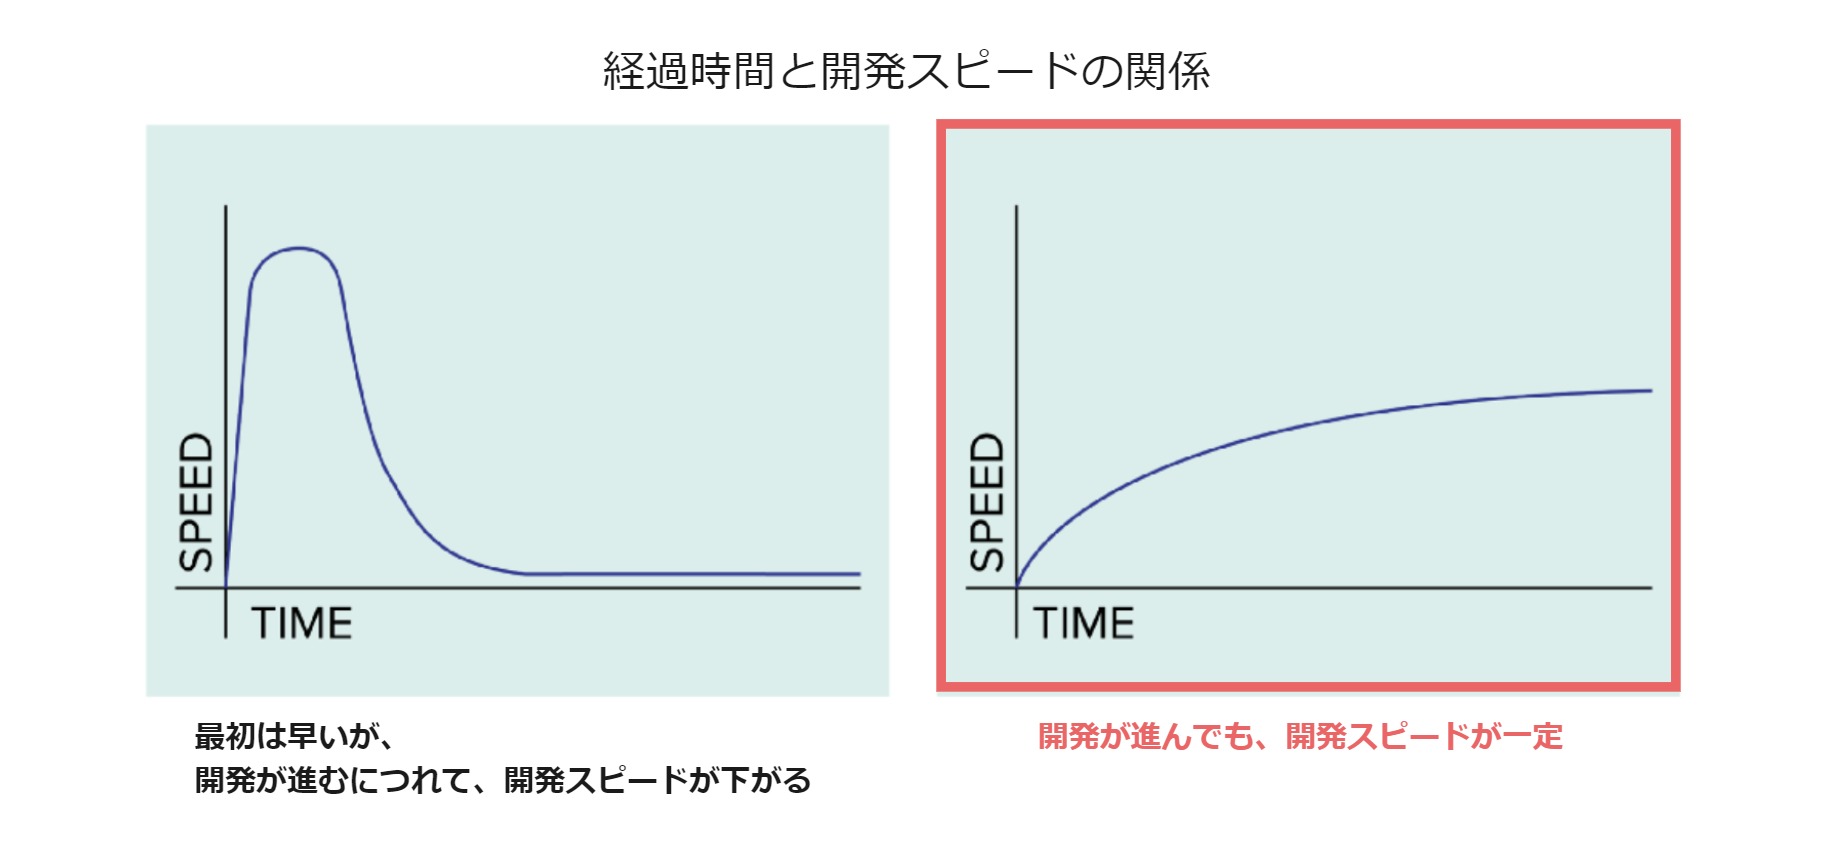 経過時間と開発スピードの関係
SPEED
TIME
最初は早いが、
開発が進むにつれて、開発スピードが下がる
SPEED
TIME
開発が進んでも、開発スピードが一定